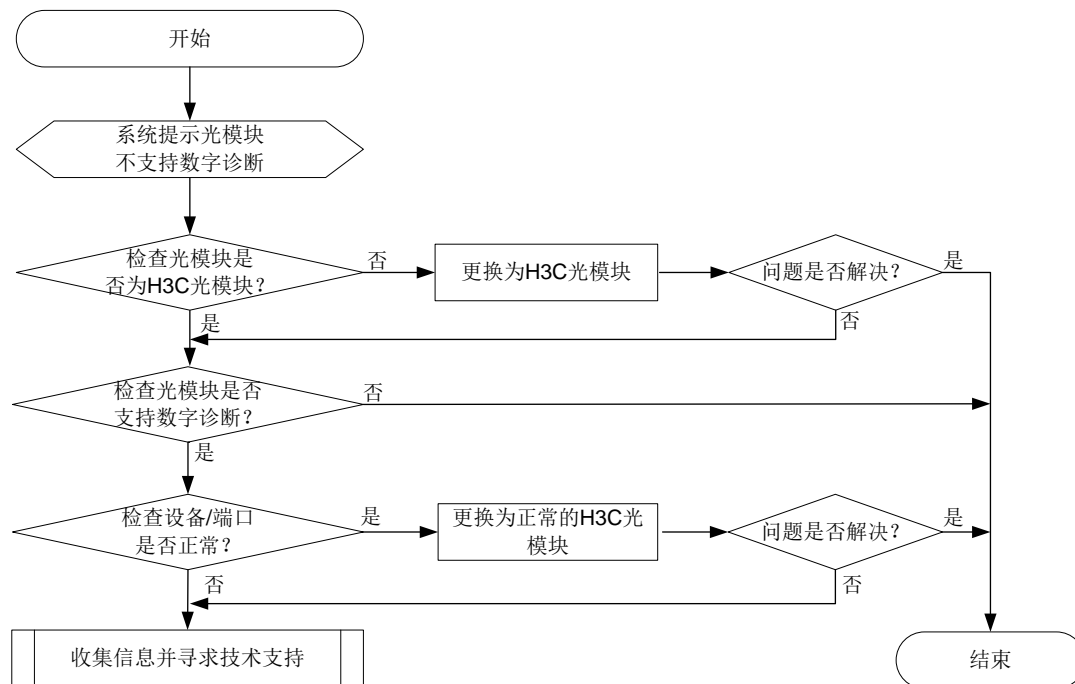 开始
系统提示光模块
不支持数字诊断
检查光模块是
否为H3C光模块？
否
更换为H3C光模块
问题是否解决？
是
是
否
检查光模块是否
支持数字诊断？
否
是
检查设备/端口
是否正常？
是
更换为正常的H3C光
模块
问题是否解决？
是
否
否
收集信息并寻求技术支持
结束